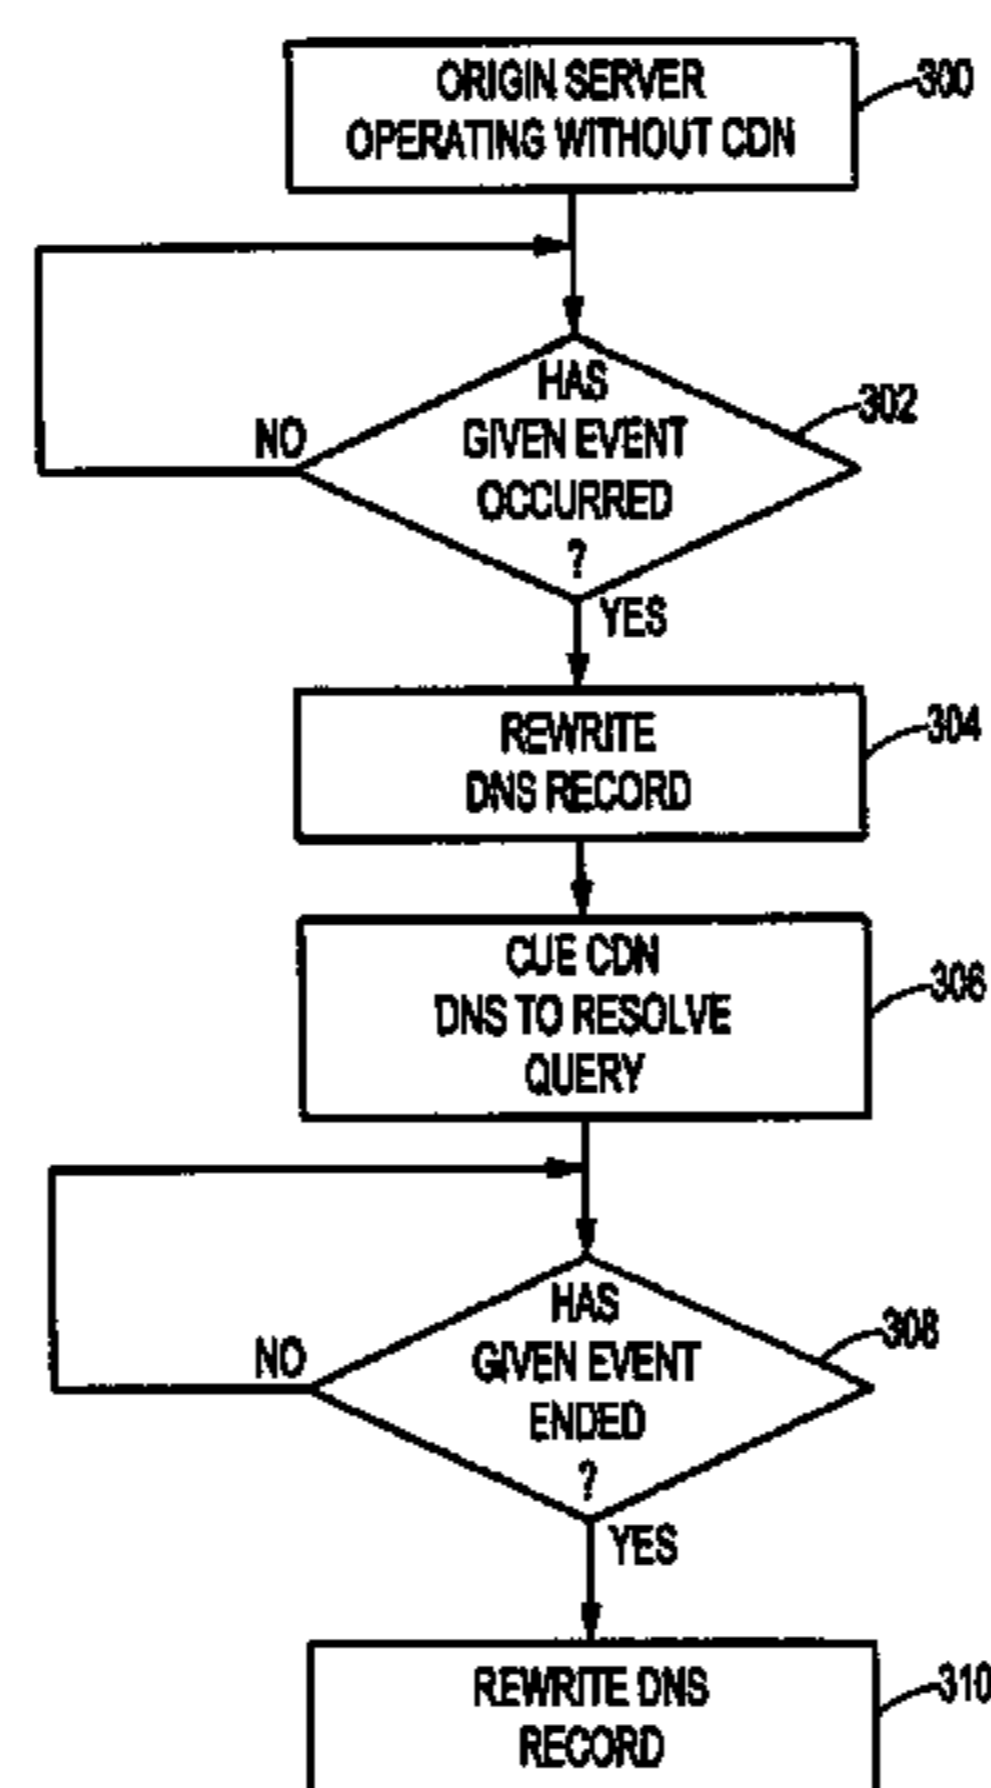 ORIGIN SERVER
OPERATING WITHOUT CDN
300
HAS
GIVEN EVENT
OCCURRED
?
302
NO
YES
REWRITE
DNS RECORD
304
CUE CDN
DNS TO RESOLVE
QUERY
306
HAS
GIVEN EVENT
ENDED
?
308
NO
YES
REWRITE DNS
RECORD
310